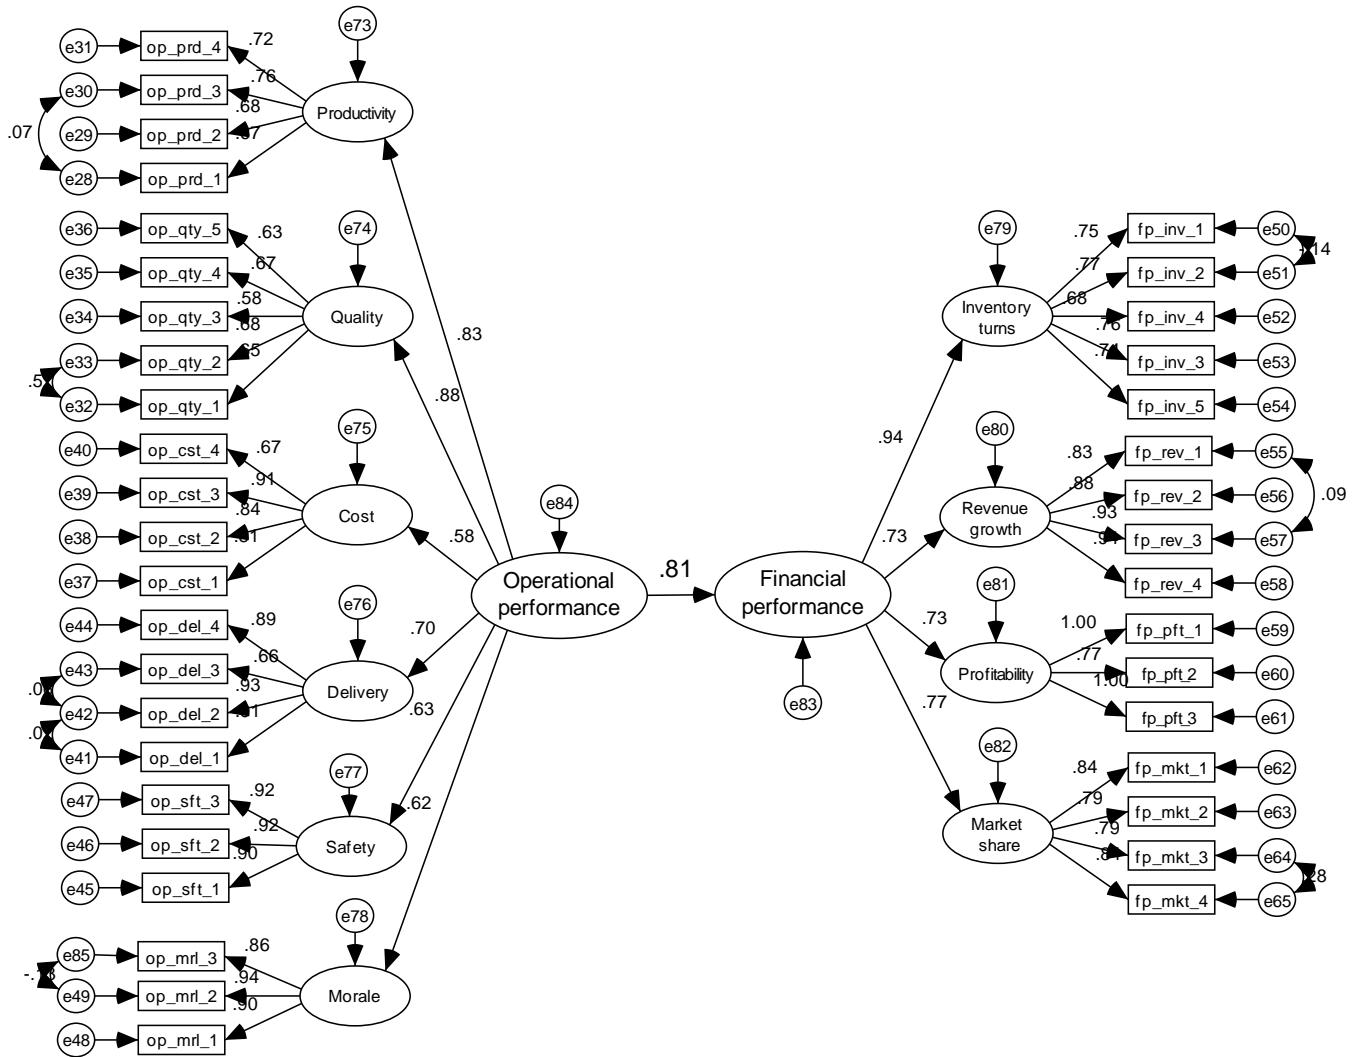 e73
e31
op_prd_4
.72
e30
op_prd_3
.76
Productivity
e29
op_prd_2
.68
.07
e28
op_prd_1
e36
op_qty_5
.63
e74
e35
op_qty_4
.67
e34
op_qty_3
.58
Quality
e33
op_qty_2
.68
e32
op_qty_1
.83
.88
e40
op_cst_4
.67
e75
e39
op_cst_3
.91
e38
op_cst_2
.84
Cost
e37
op_cst_1
.58
e84
Operational
performance
.81
Financial
performance
e83
e44
op_del_4
.89
e76
.70
e43
op_del_3
.66
e42
op_del_2
.93
Delivery
e41
op_del_1
.63
e47
op_sft_3
.92
e77
e46
op_sft_2
.92
Safety
e45
op_sft_1
.90
.62
e85
op_mrl_3
.86
e78
e49
op_mrl_2
.94
Morale
e48
op_mrl_1
.90
e79
.75
fp_inv_1
e50
.77
fp_inv_2
e51
Inventory
turns
.68
fp_inv_4
e52
.76
fp_inv_3
e53
fp_inv_5
e54
.94
e80
.83
fp_rev_1
e55
.88
fp_rev_2
e56
.09
Revenue
growth
.93
fp_rev_3
e57
fp_rev_4
e58
.73
e81
1.00
fp_pft_1
e59
.73
.77
fp_pft_2
e60
Profitability
1.00
fp_pft_3
e61
.77
e82
.84
fp_mkt_1
e62
.79
fp_mkt_2
e63
Market
share
.79
fp_mkt_3
e64
fp_mkt_4
e65